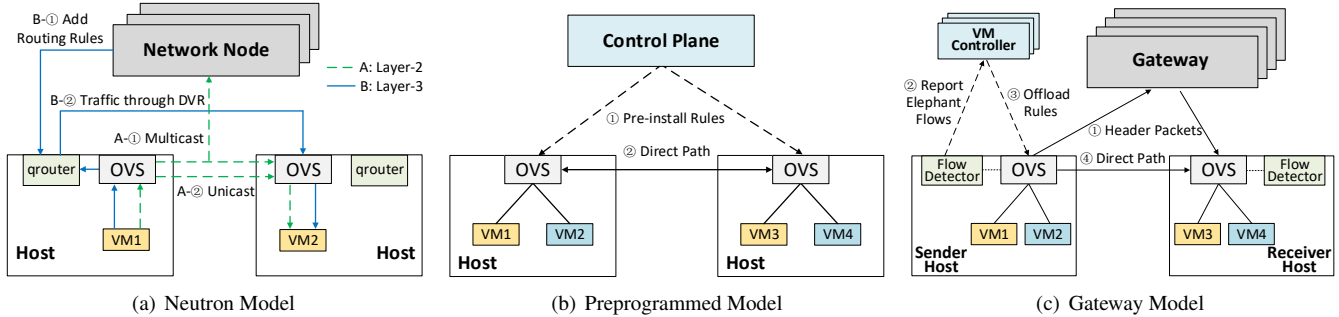 B-① Add
Routing Rules
Network Node
A: Layer-2
B: Layer-3
B-② Traffic through DVR
A-① Multicast
qrouter
OVS
OVS
qrouter
A-② Unicast
VM1
VM2
Host
Host
(a) Neutron Model
Control Plane
① Pre-install Rules
② Direct Path
OVS
OVS
VM1
VM2
VM3
VM4
Host
Host
(b) Preprogrammed Model
VM
Controller
Gateway
② Report
Elephant
Flows
③ Offload
Rules
① Header Packets
④ Direct Path
Flow
Detector
OVS
OVS
Flow
Detector
VM1
VM2
VM3
VM4
Sender
Host
Receiver
Host
(c) Gateway Model